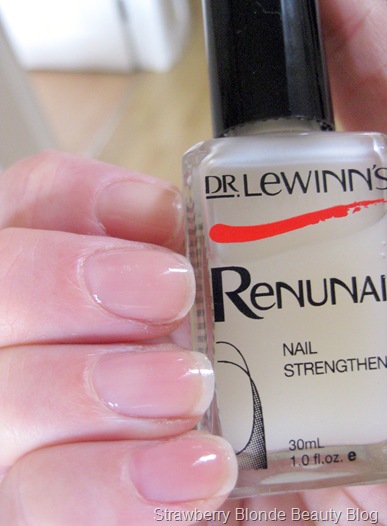 DR. LEWINN'S
RENUNAI
NAIL
STRENGTHEN
30mL
1.0 fl.oz. e
Strawberry Blonde Beauty Blog